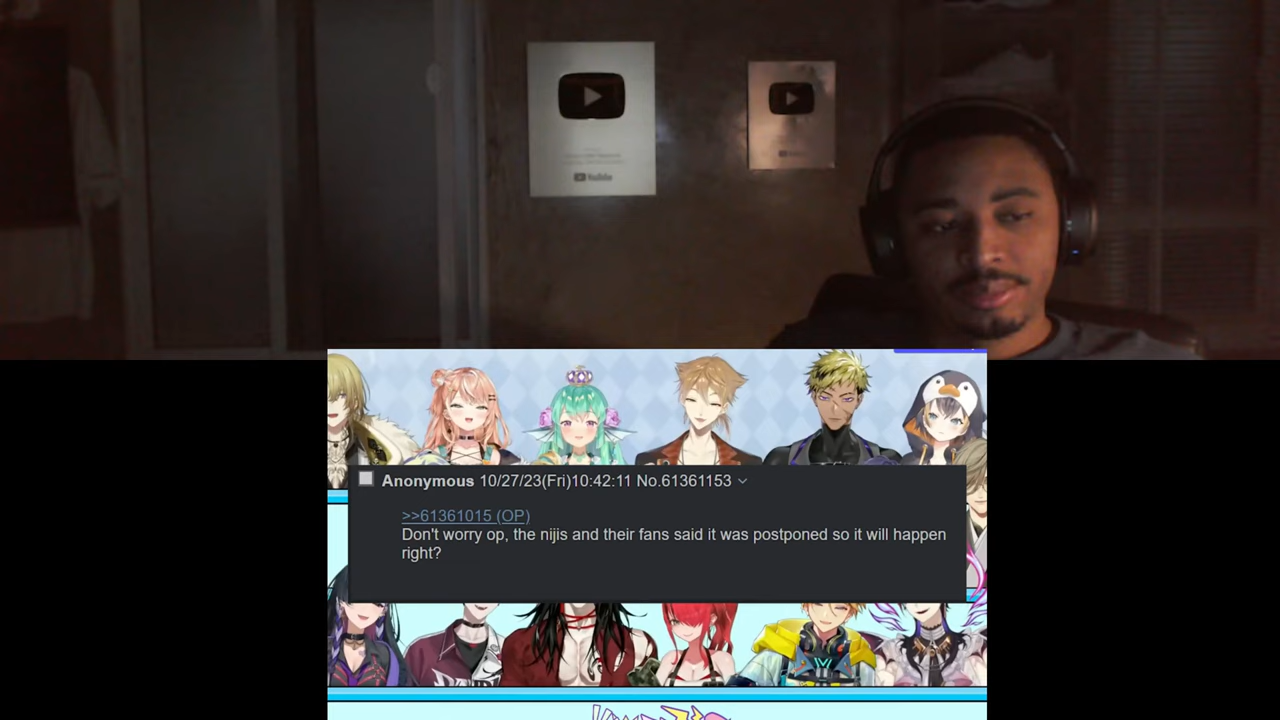 YouTube
Anonymous 10/27/23(Fri)10:42:11 No.61361153
>>61361015 (OP)
Don't worry op, the nijis and their fans said it was postponed so it will happen
right?